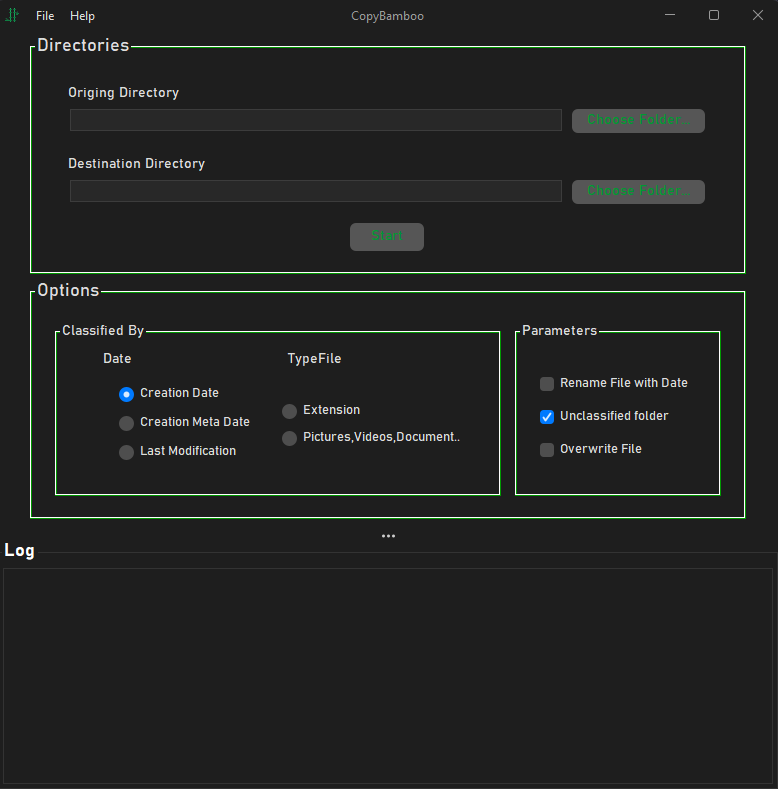 File Help CopyBamboo
Directories
Origing Directory
Choose Folder...
Destination Directory
Choose Folder...
Start
Options
Classified By
Date TypeFile
Creation Date
Creation Meta Date
Last Modification
Extension
Pictures,Videos,Document..
Parameters
Rename File with Date
Unclassified folder
Overwrite File
Log